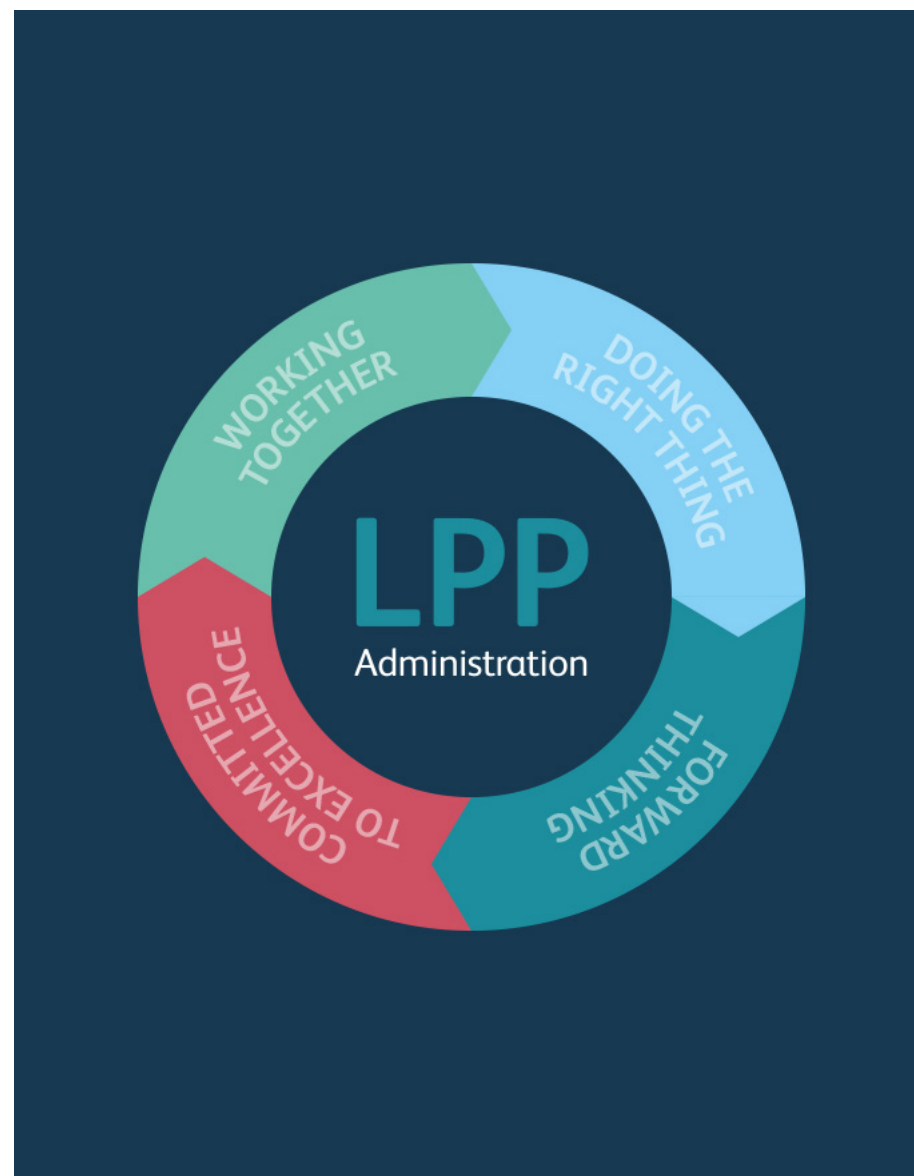 WORKING
TOGETHER
DOING THE
RIGHT THING
LPP
Administration
FORWARD
THINKING
COMMITTED
TO EXCELLENCE